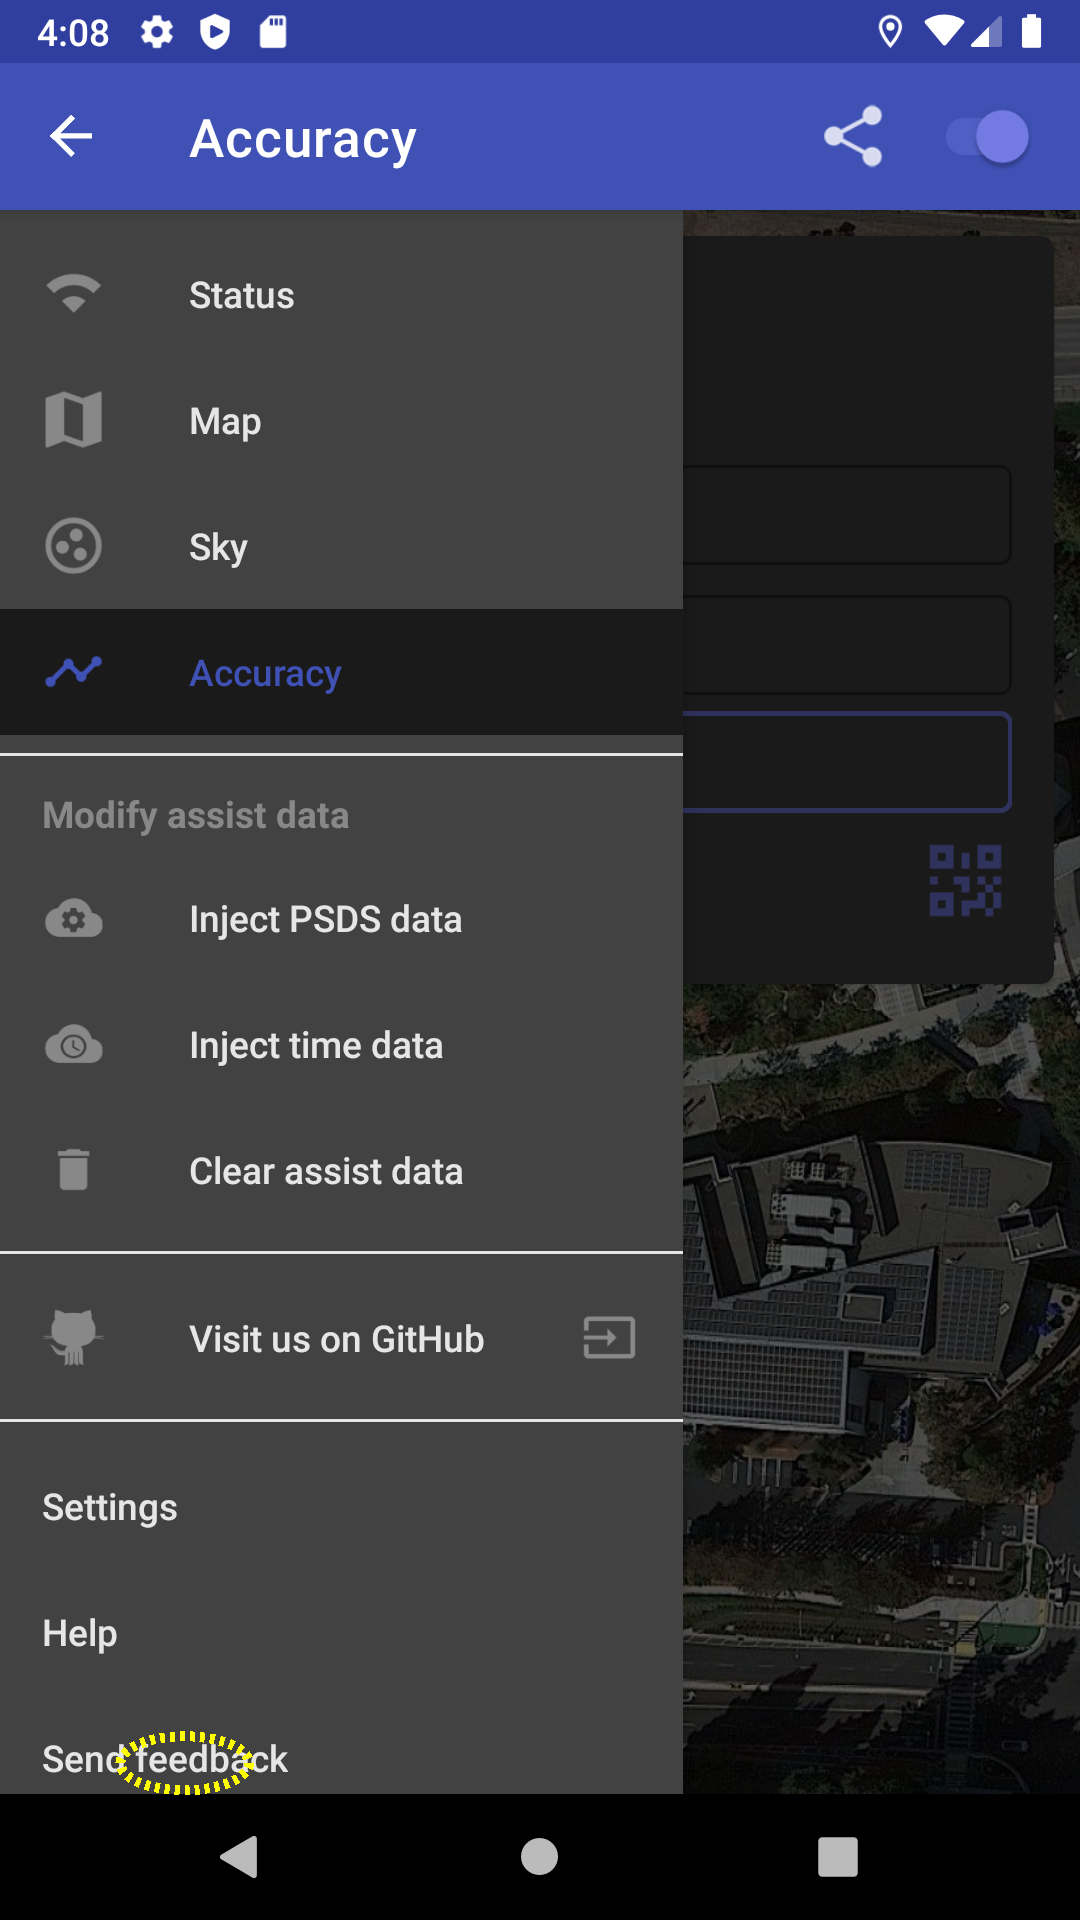 4:08
Accuracy
Status
Map
Sky
Accuracy
Modify assist data
Inject PSDS data
Inject time data
Clear assist data
Visit us on GitHub
Settings
Help
Send feedback